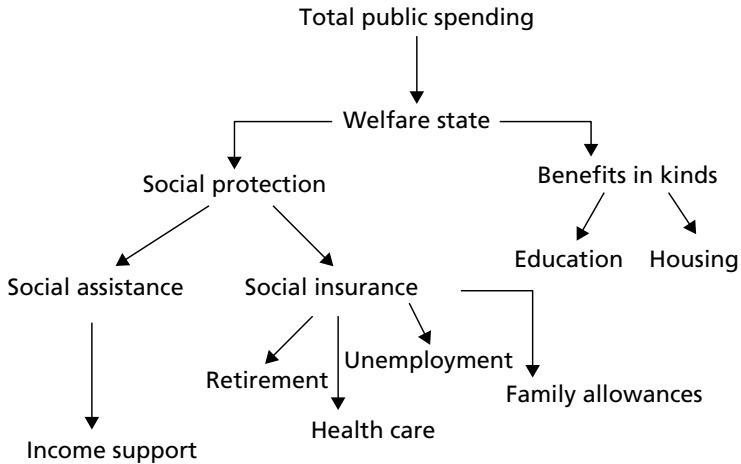 Total public spending
Welfare state
Social protection
Benefits in kinds
Education
Housing
Social assistance
Social insurance
Unemployment
Retirement
Family allowances
Health care
Income support